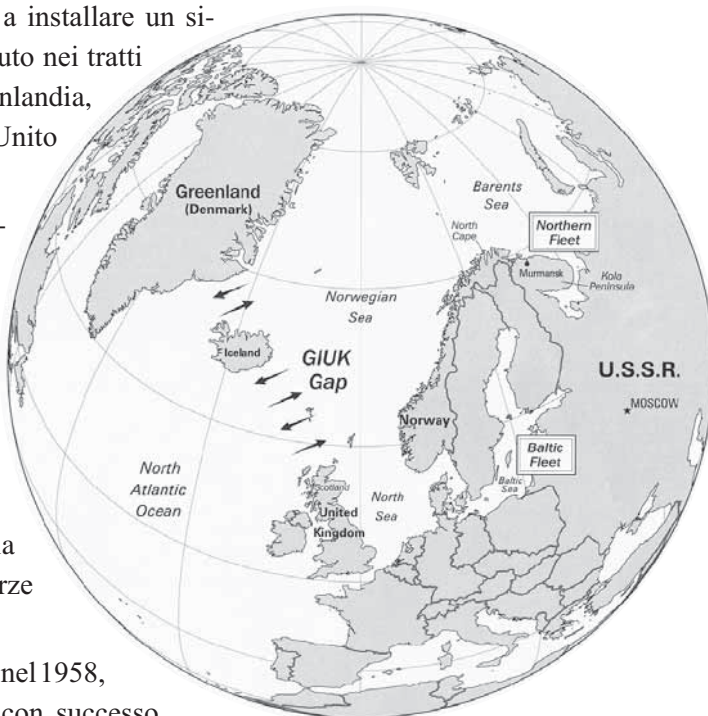 a installare un si-
uto nei tratti
nlandia,
Unito
-
a
rze
nel 1958,
con successo
Greenland
(Denmark)
Barents
Sea
North
Cape
Northern
Fleet
Murmansk
Kola
Peninsula
Norwegian
Sea
Iceland
GIUK
Gap
U.S.S.R.
MOSCOW
Norway
Baltic
Fleet
Baltic
Sea
North
Atlantic
Ocean
Scotland
North
Sea
United
Kingdom